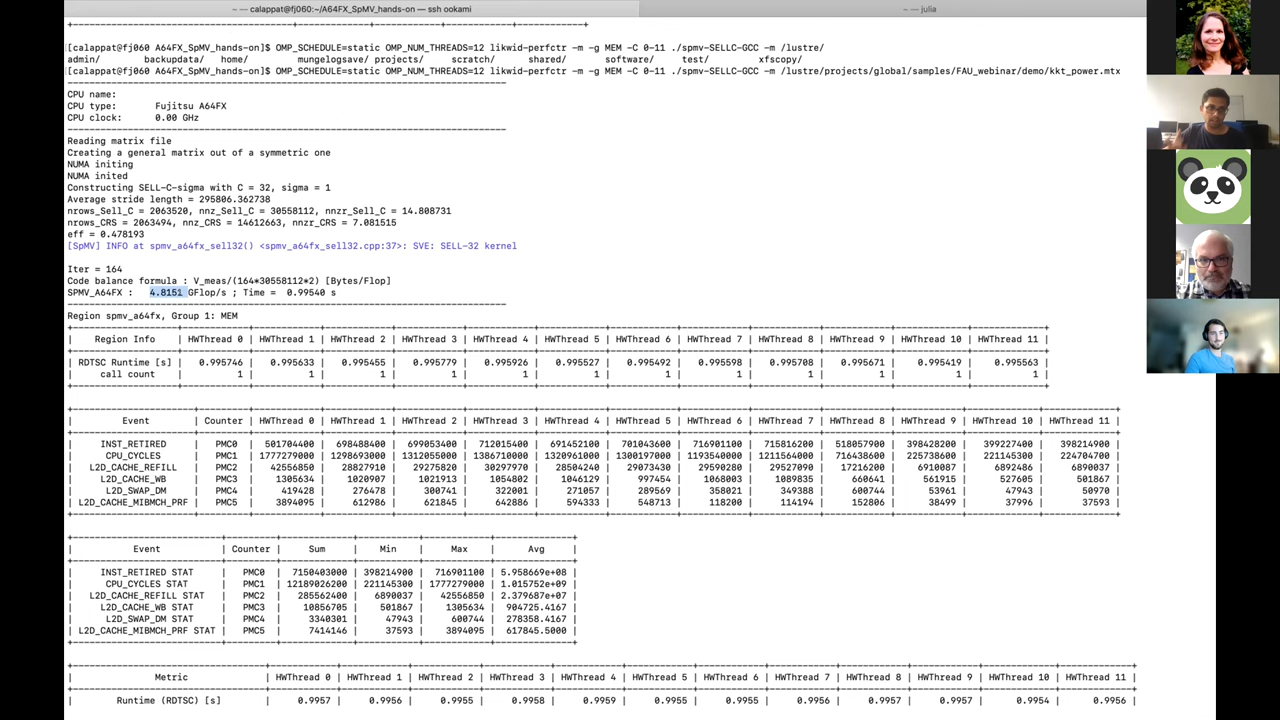 ~ — calappat@fj060:~/A64FX_SpMV_hands-on — ssh ookami
~ — julia
[calappat@fj060 A64FX_SpMV_hands-on]$ OMP_SCHEDULE=static OMP_NUM_THREADS=12 likwid-perfctr -m -g MEM -C 0-11 ./spmv-SELLC-GCC -m /lustre/
admin/ backupdata/ home/ mungelogsave/ projects/ scratch/ shared/ software/ test/ xfscopy/
[calappat@fj060 A64FX_SpMV_hands-on]$ OMP_SCHEDULE=static OMP_NUM_THREADS=12 likwid-perfctr -m -g MEM -C 0-11 ./spmv-SELLC-GCC -m /lustre/projects/global/samples/FAU_webinar/demo/kkt_power.mtx
CPU name:
CPU type: Fujitsu A64FX
CPU clock: 0.00 GHz
Reading matrix file
Creating a general matrix out of a symmetric one
NUMA initing
NUMA inited
Constructing SELL-C-sigma with C = 32, sigma = 1
Average stride length = 295806.362738
nrows_Sell_C = 2063520, nnz_Sell_C = 30558112, nnzr_Sell_C = 14.808731
nrows_CRS = 2063494, nnz_CRS = 14612663, nnzr_CRS = 7.081515
eff = 0.478193
[SpMV] INFO at spmv_a64fx_sell32() <spmv_a64fx_sell32.cpp:37>: SVE: SELL-32 kernel
Iter = 164
Code balance formula : V_meas/(164*30558112*2) [Bytes/Flop]
SPMV_A64FX : 4.8151 GFlop/s ; Time = 0.99540 s
Region spmv_a64fx, Group 1: MEM
| Region Info | HWThread 0 | HWThread 1 | HWThread 2 | HWThread 3 | HWThread 4 | HWThread 5 | HWThread 6 | HWThread 7 | HWThread 8 | HWThread 9 | HWThread 10 | HWThread 11 |
| RDTSC Runtime [s] | 0.995746 | 0.995633 | 0.995455 | 0.995779 | 0.995926 | 0.995527 | 0.995492 | 0.995598 | 0.995708 | 0.995671 | 0.995419 | 0.995563 |
| call count | 1 | 1 | 1 | 1 | 1 | 1 | 1 | 1 | 1 | 1 | 1 | 1 |
| Event | Counter | HWThread 0 | HWThread 1 | HWThread 2 | HWThread 3 | HWThread 4 | HWThread 5 | HWThread 6 | HWThread 7 | HWThread 8 | HWThread 9 | HWThread 10 | HWThread 11 |
| INST_RETIRED | PMC0 | 501704400 | 698488400 | 699053400 | 712015400 | 691452100 | 701043600 | 716901100 | 715816200 | 518057900 | 398428200 | 399227400 | 398214900 |
| CPU_CYCLES | PMC1 | 1777279000 | 1298693000 | 1312055000 | 1386710000 | 1320961000 | 1300197000 | 1193540000 | 1211564000 | 716438600 | 225738600 | 221145300 | 224704700 |
| L2D_CACHE_REFILL | PMC2 | 42556850 | 28827910 | 29275820 | 30297970 | 28504240 | 29073430 | 29590280 | 29527090 | 17216200 | 6910087 | 6892486 | 6890037 |
| L2D_CACHE_WB | PMC3 | 1305634 | 1020907 | 1021913 | 1054802 | 1046129 | 997454 | 1068003 | 1089835 | 660641 | 561915 | 527605 | 501867 |
| L2D_SWAP_DM | PMC4 | 419428 | 276478 | 300741 | 322001 | 271057 | 289569 | 358021 | 349388 | 600744 | 53961 | 47943 | 50970 |
| L2D_CACHE_MIBMCH_PRF | PMC5 | 3894095 | 612986 | 621845 | 642886 | 594333 | 548713 | 118200 | 114194 | 152806 | 38499 | 37996 | 37593 |
| Event | Counter | Sum | Min | Max | Avg |
| INST_RETIRED STAT | PMC0 | 7150403000 | 398214900 | 716901100 | 5.958669e+08 |
| CPU_CYCLES STAT | PMC1 | 12189026200 | 221145300 | 1777279000 | 1.015752e+09 |
| L2D_CACHE_REFILL STAT | PMC2 | 285562400 | 6890037 | 42556850 | 2.379687e+07 |
| L2D_CACHE_WB STAT | PMC3 | 10856705 | 501867 | 1305634 | 904725.4167 |
| L2D_SWAP_DM STAT | PMC4 | 3340301 | 47943 | 600744 | 278358.4167 |
| L2D_CACHE_MIBMCH_PRF STAT | PMC5 | 7414146 | 37593 | 3894095 | 617845.5000 |
| Metric | HWThread 0 | HWThread 1 | HWThread 2 | HWThread 3 | HWThread 4 | HWThread 5 | HWThread 6 | HWThread 7 | HWThread 8 | HWThread 9 | HWThread 10 | HWThread 11 |
| Runtime (RDTSC) [s] | 0.9957 | 0.9956 | 0.9955 | 0.9958 | 0.9959 | 0.9955 | 0.9955 | 0.9956 | 0.9957 | 0.9957 | 0.9954 | 0.9956 |